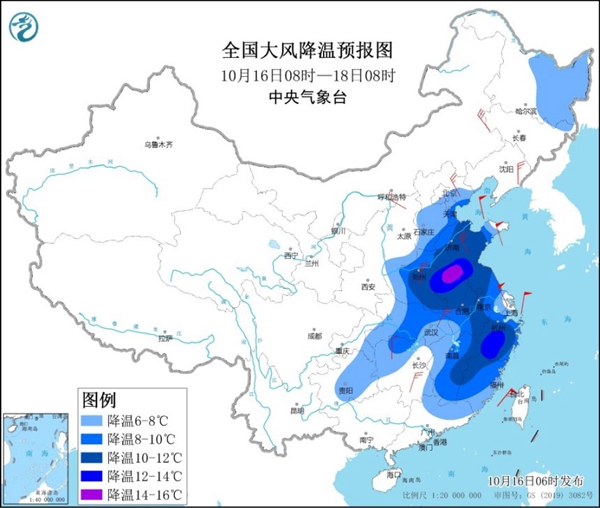 全国大风降温预报图
10月16日08时—18日08时
中央气象台
哈尔滨
乌鲁木齐
长春
沈阳
呼和浩特
北京
天津
银川
太原
石家庄
济南
西宁
兰州
西安
郑州
合肥
南京
上海
拉萨
成都
武汉
杭州
重庆
南昌
长沙
贵阳
福州
台北
昆明
南宁
广州
香港
澳门
海口
海南岛
东
海
南
海
图例
降温6-8℃
降温8-10℃
降温10-12℃
降温12-14℃
降温14-16℃
南海诸岛
1:40 000 000
10月16日06时发布
比例尺 1:20 000 000
审图号: GS (2019) 3082号